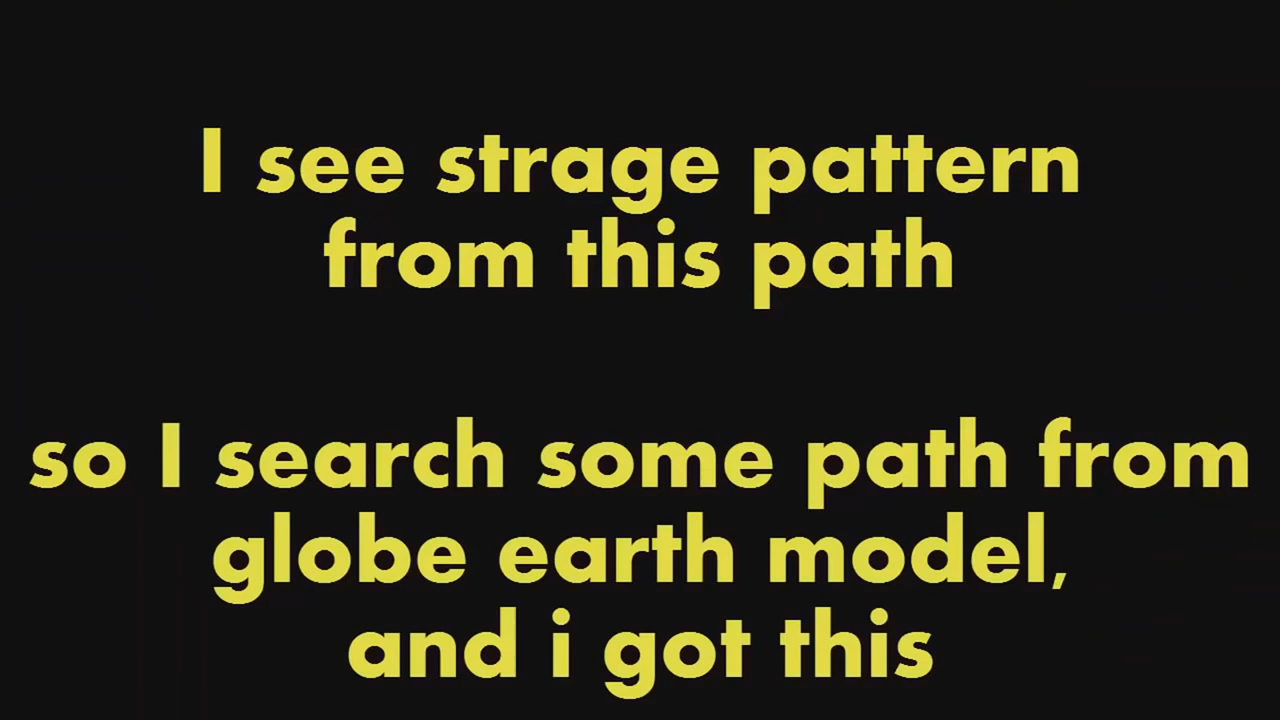 I see strage pattern
from this path
so I search some path from
globe earth model,
and i got this